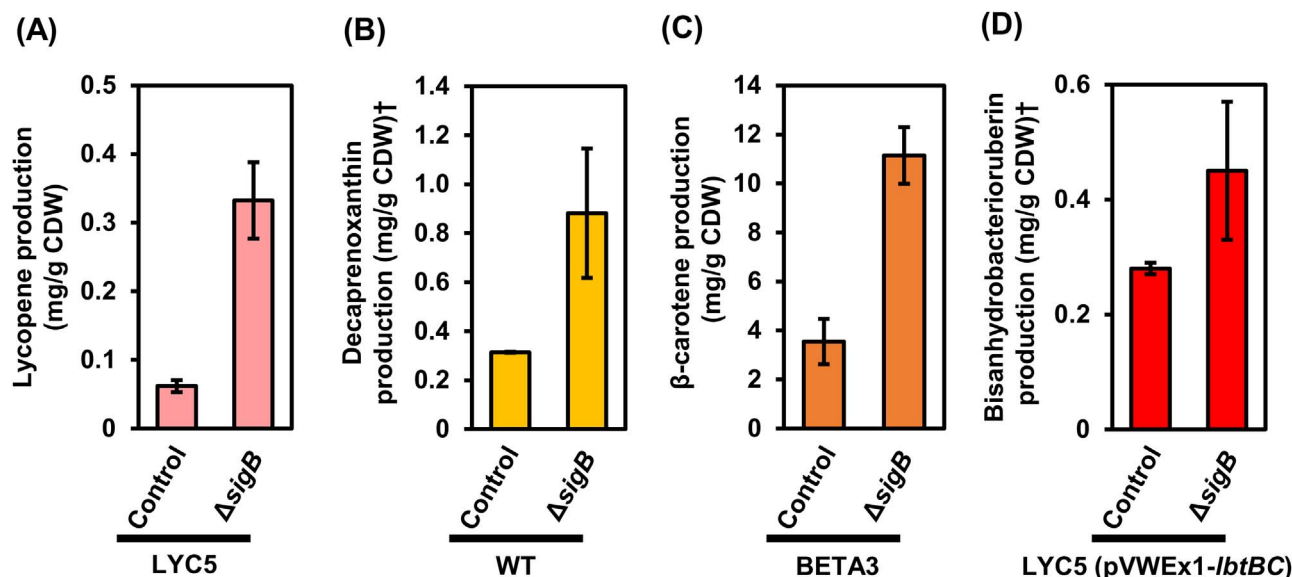 (A)
Lycopene production
(mg/g CDW)
0.5
0.4
0.3
0.2
0.1
0
Control
ΔsigB
LYC5
(B)
Decaprenoxanthin
production (mg/g CDW)†
1.4
1.2
1.0
0.8
0.6
0.4
0.2
0
Control
ΔsigB
WT
(C)
β-carotene production
(mg/g CDW)
14
12
10
8
6
4
2
0
Control
ΔsigB
BETA3
(D)
Bisanhydrobacterioruberin
production (mg/g CDW)†
0.6
0.4
0.2
0
Control
ΔsigB
LYC5 (pVWEx1-lbtBC)